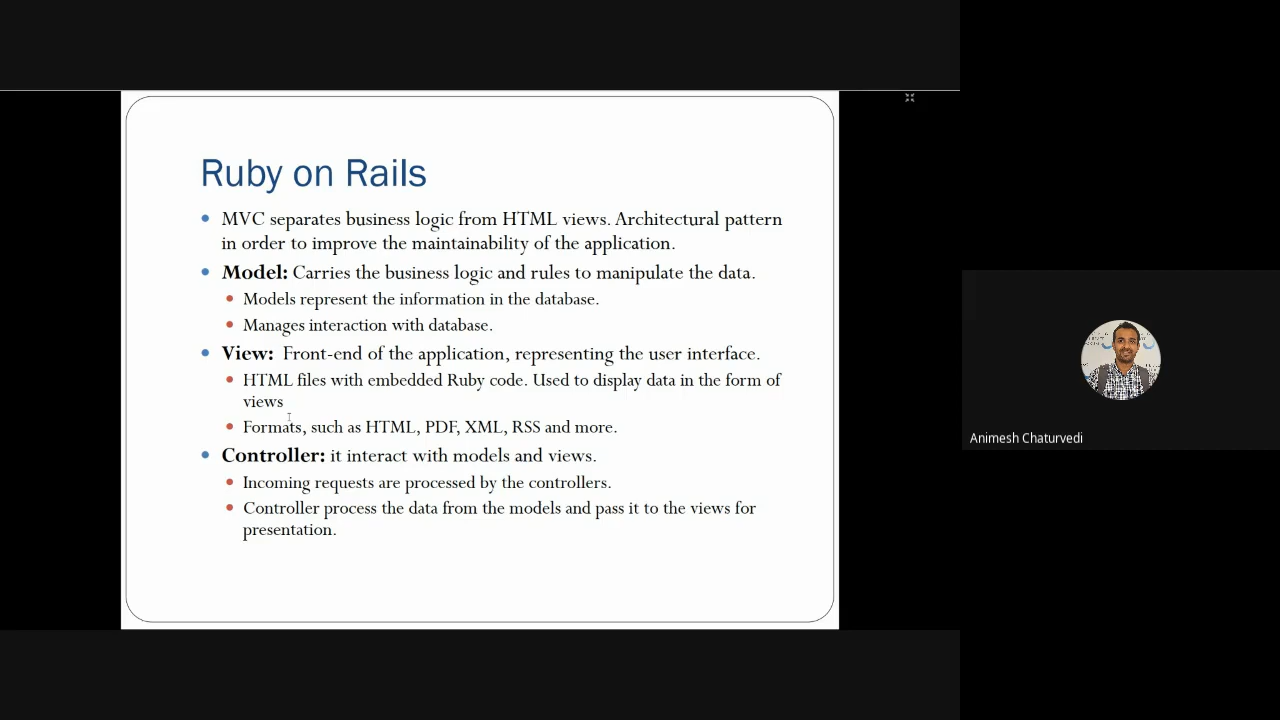 Ruby on Rails
MVC separates business logic from HTML views. Architectural pattern
in order to improve the maintainability of the application.
Model: Carries the business logic and rules to manipulate the data.
Models represent the information in the database.
Manages interaction with database.
View: Front-end of the application, representing the user interface.
HTML files with embedded Ruby code. Used to display data in the form of
views
Formats, such as HTML, PDF, XML, RSS and more.
Controller: it interact with models and views.
Incoming requests are processed by the controllers.
Controller process the data from the models and pass it to the views for
presentation.
Animesh Chaturvedi